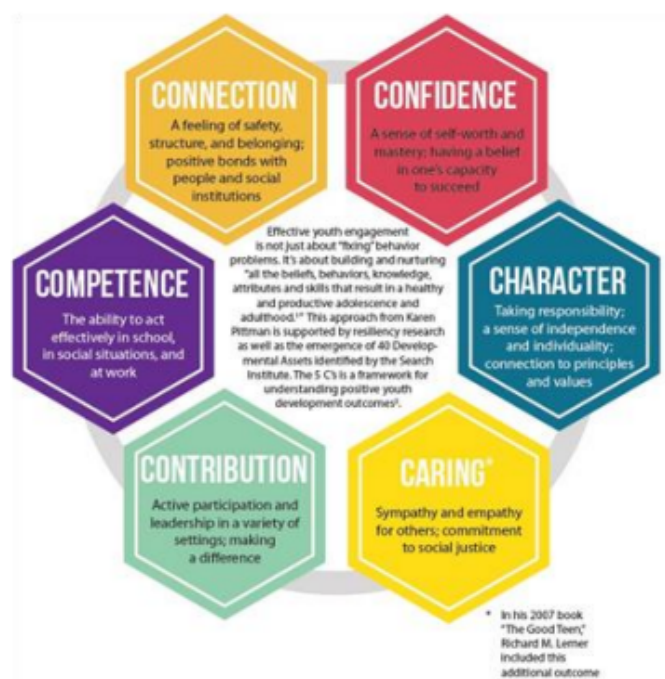 CONNECTION
A feeling of safety,
structure, and belonging;
positive bonds with
people and social
institutions
CONFIDENCE
A sense of self-worth and
mastery; having a belief
in one's capacity
to succeed
COMPETENCE
The ability to act
effectively in school,
in social situations, and
at work
Effective youth engagement
is not just about "fixing" behavior
problems. It's about building and nurturing
"all the beliefs, behaviors, knowledge,
attributes and skills that result in a healthy
and productive adolescence and
adulthood.¹" This approach from Karen
Pittman is supported by resiliency research
as well as the emergence of 40 Develop-
mental Assets identified by the Search
Institute. The 5 C's is a framework for
understanding positive youth
development outcomes².
CHARACTER
Taking responsibility;
a sense of independence
and individuality;
connection to principles
and values
CONTRIBUTION
Active participation and
leadership in a variety of
settings; making
a difference
CARING*
Sympathy and empathy
for others; commitment
to social justice
* In his 2007 book
"The Good Teen,"
Richard M. Lerner
included this
additional outcome